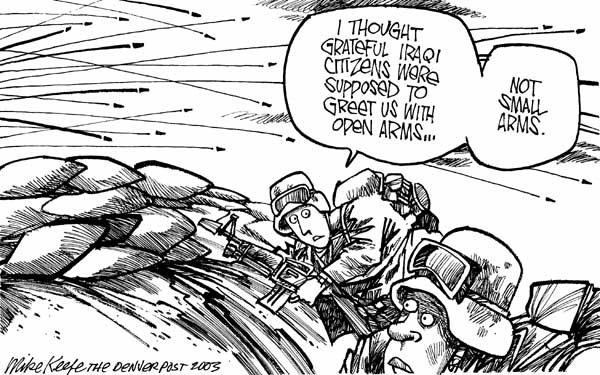 I THOUGHT
GRATEFUL IRAQI
CITIZENS WERE
SUPPOSED TO
GREET US WITH
OPEN ARMS...
NOT
SMALL
ARMS.
Mike Keefe THE DENVER POST 2003